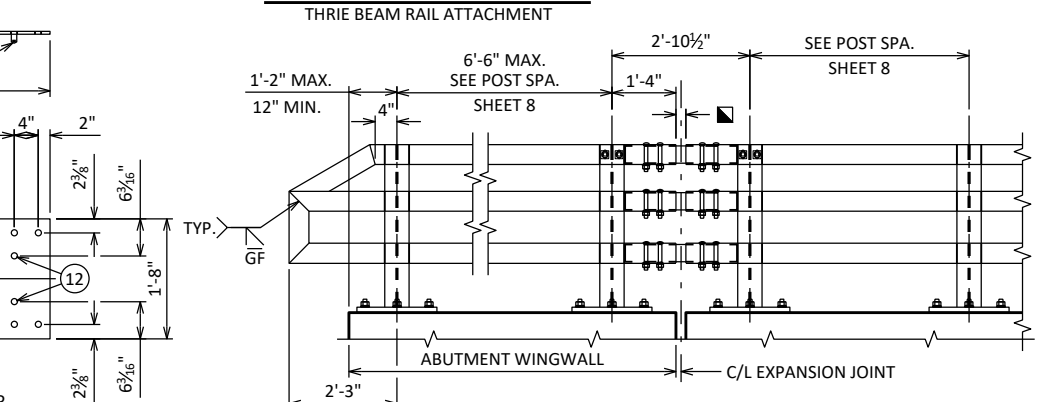 THRIE BEAM RAIL ATTACHMENT
2'-10½"
SEE POST SPA.
SHEET 8
6'-6" MAX.
SEE POST SPA.
SHEET 8
1'-2" MAX.
12" MIN.
1'-4"
4"
4"
2"
2⅜"
6³⁄₁₆"
TYP.
GF
12
1'-8"
2⅜"
6³⁄₁₆"
ABUTMENT WINGWALL
C/L EXPANSION JOINT
2'-3"